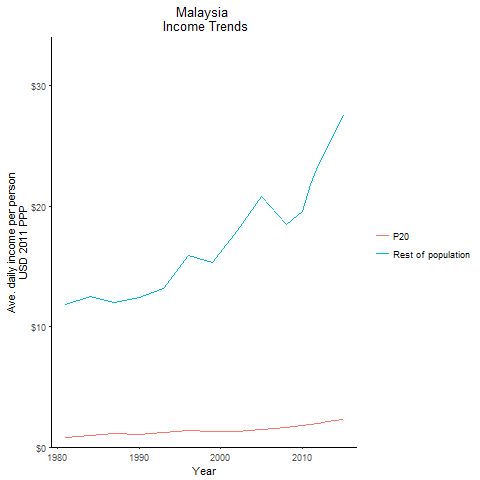 Malaysia
Income Trends
Ave. daily income per person
USD 2011 PPP
$30
$20
$10
$0
1980
1990
2000
2010
Year
P20
Rest of population